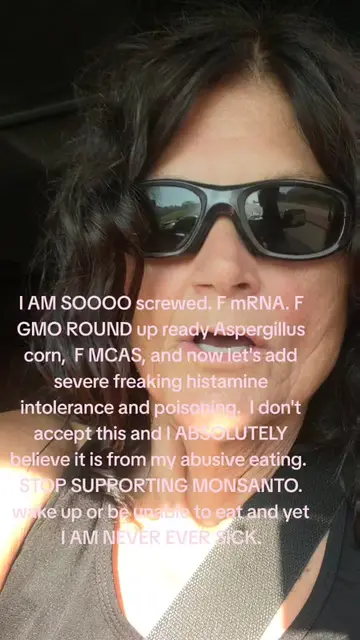 I AM SOOOO screwed. F mRNA. F
GMO ROUND up ready Aspergillus
corn,  F MCAS, and now let's add
severe freaking histamine
intolerance and poisoning.  I don't
accept this and I ABSOLUTELY
believe it is from my abusive eating.
STOP SUPPORTING MONSANTO.
wake up or be unable to eat and yet
I AM NEVER EVER SICK.